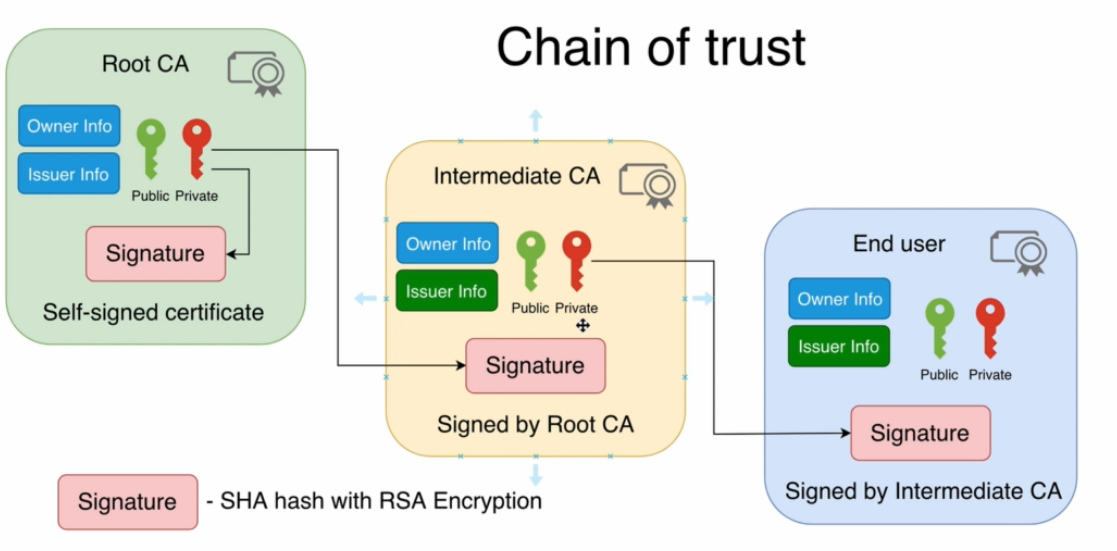 Chain of trust
Root CA
Owner Info
Issuer Info
Public Private
Signature
Self-signed certificate
Intermediate CA
Owner Info
Issuer Info
Public Private
Signature
Signed by Root CA
End user
Owner Info
Issuer Info
Public Private
Signature
Signed by Intermediate CA
Signature - SHA hash with RSA Encryption